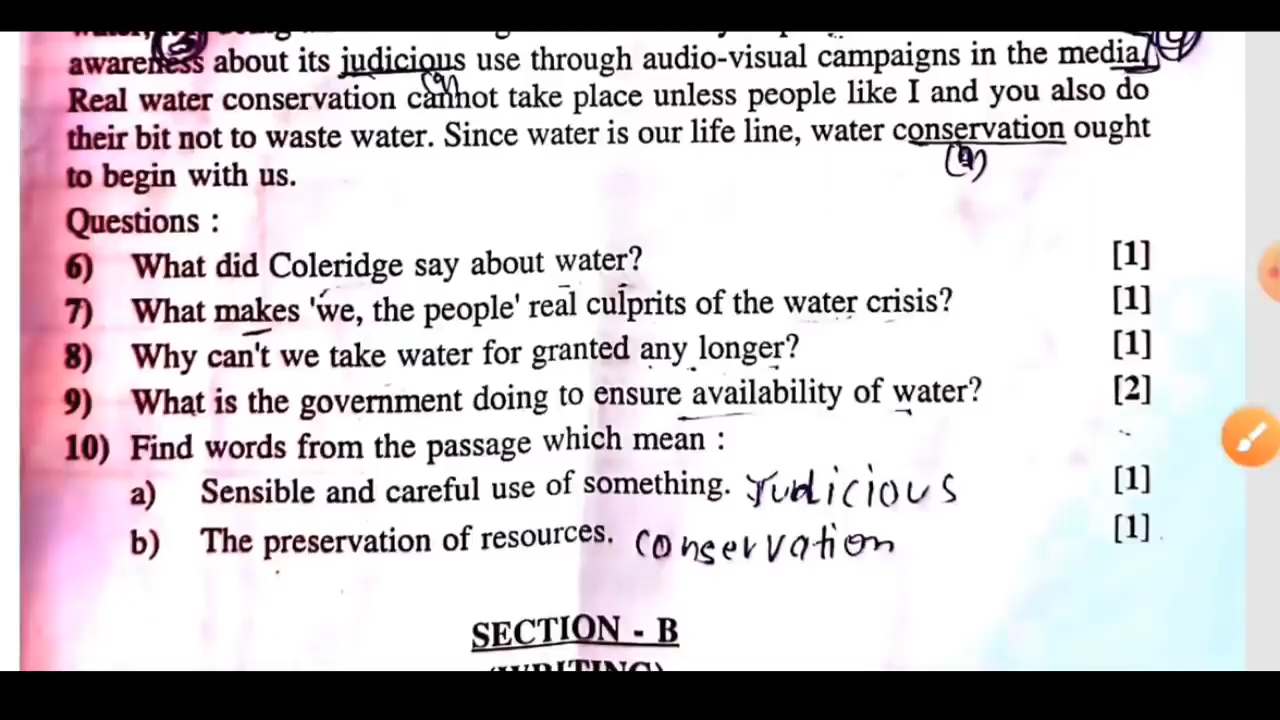 awareness about its judicious use through audio-visual campaigns in the media.
Real water conservation cannot take place unless people like I and you also do
their bit not to waste water. Since water is our life line, water conservation ought
to begin with us.
Questions :
6) What did Coleridge say about water? [1]
7) What makes 'we, the people' real culprits of the water crisis? [1]
8) Why can't we take water for granted any longer? [1]
9) What is the government doing to ensure availability of water? [2]
10) Find words from the passage which mean :
a) Sensible and careful use of something. Judicious [1]
b) The preservation of resources. conservation [1]
SECTION - B
(WRITING)